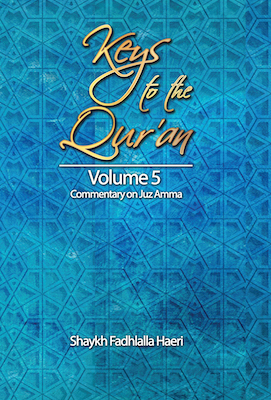 Keys
to the
Qur'an
Volume 5
Commentary on Juz Amma
Shaykh Fadhlalla Haeri